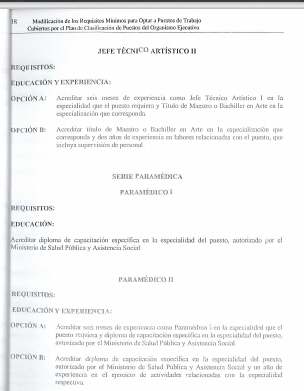 18 Modificación de los Requisitos Mínimos para Optar a Puestos de Trabajo
Cubiertos por el Plan de Clasificación de Puestos del Organismo Ejecutivo
JEFE TÉCNICO ARTÍSTICO II
REQUISITOS:
EDUCACIÓN Y EXPERIENCIA:
OPCIÓN A: Acreditar seis meses de experiencia como Jefe Técnico Artístico I en la
especialidad que el puesto requiera y Título de Maestro o Bachiller en Arte en la
especialización que corresponda.
OPCIÓN B: Acreditar título de Maestro o Bachiller en Arte en la especialización que
corresponda y dos años de experiencia en labores relacionadas con el puesto, que
incluya supervisión de personal.
SERIE PARAMÉDICA
PARAMÉDICO I
REQUISITOS:
EDUCACIÓN:
Acreditar diploma de capacitación específica en la especialidad del puesto, autorizado por el
Ministerio de Salud Pública y Asistencia Social
PARAMÉDICO II
REQUISITOS:
EDUCACIÓN Y EXPERIENCIA:
OPCIÓN A: Acreditar seis meses de experiencia como Paramédico I en la especialidad que el
puesto requiera y diploma de capacitación específica en la especialidad del puesto,
autorizado por el Ministerio de Salud Pública y Asistencia Social.
OPCIÓN B: Acreditar diploma de capacitación específica en la especialidad del puesto,
autorizado por el Ministerio de Salud Pública y Asistencia Social y un año de
experiencia en el ejercicio de actividades relacionadas con la especialidad
respectiva.